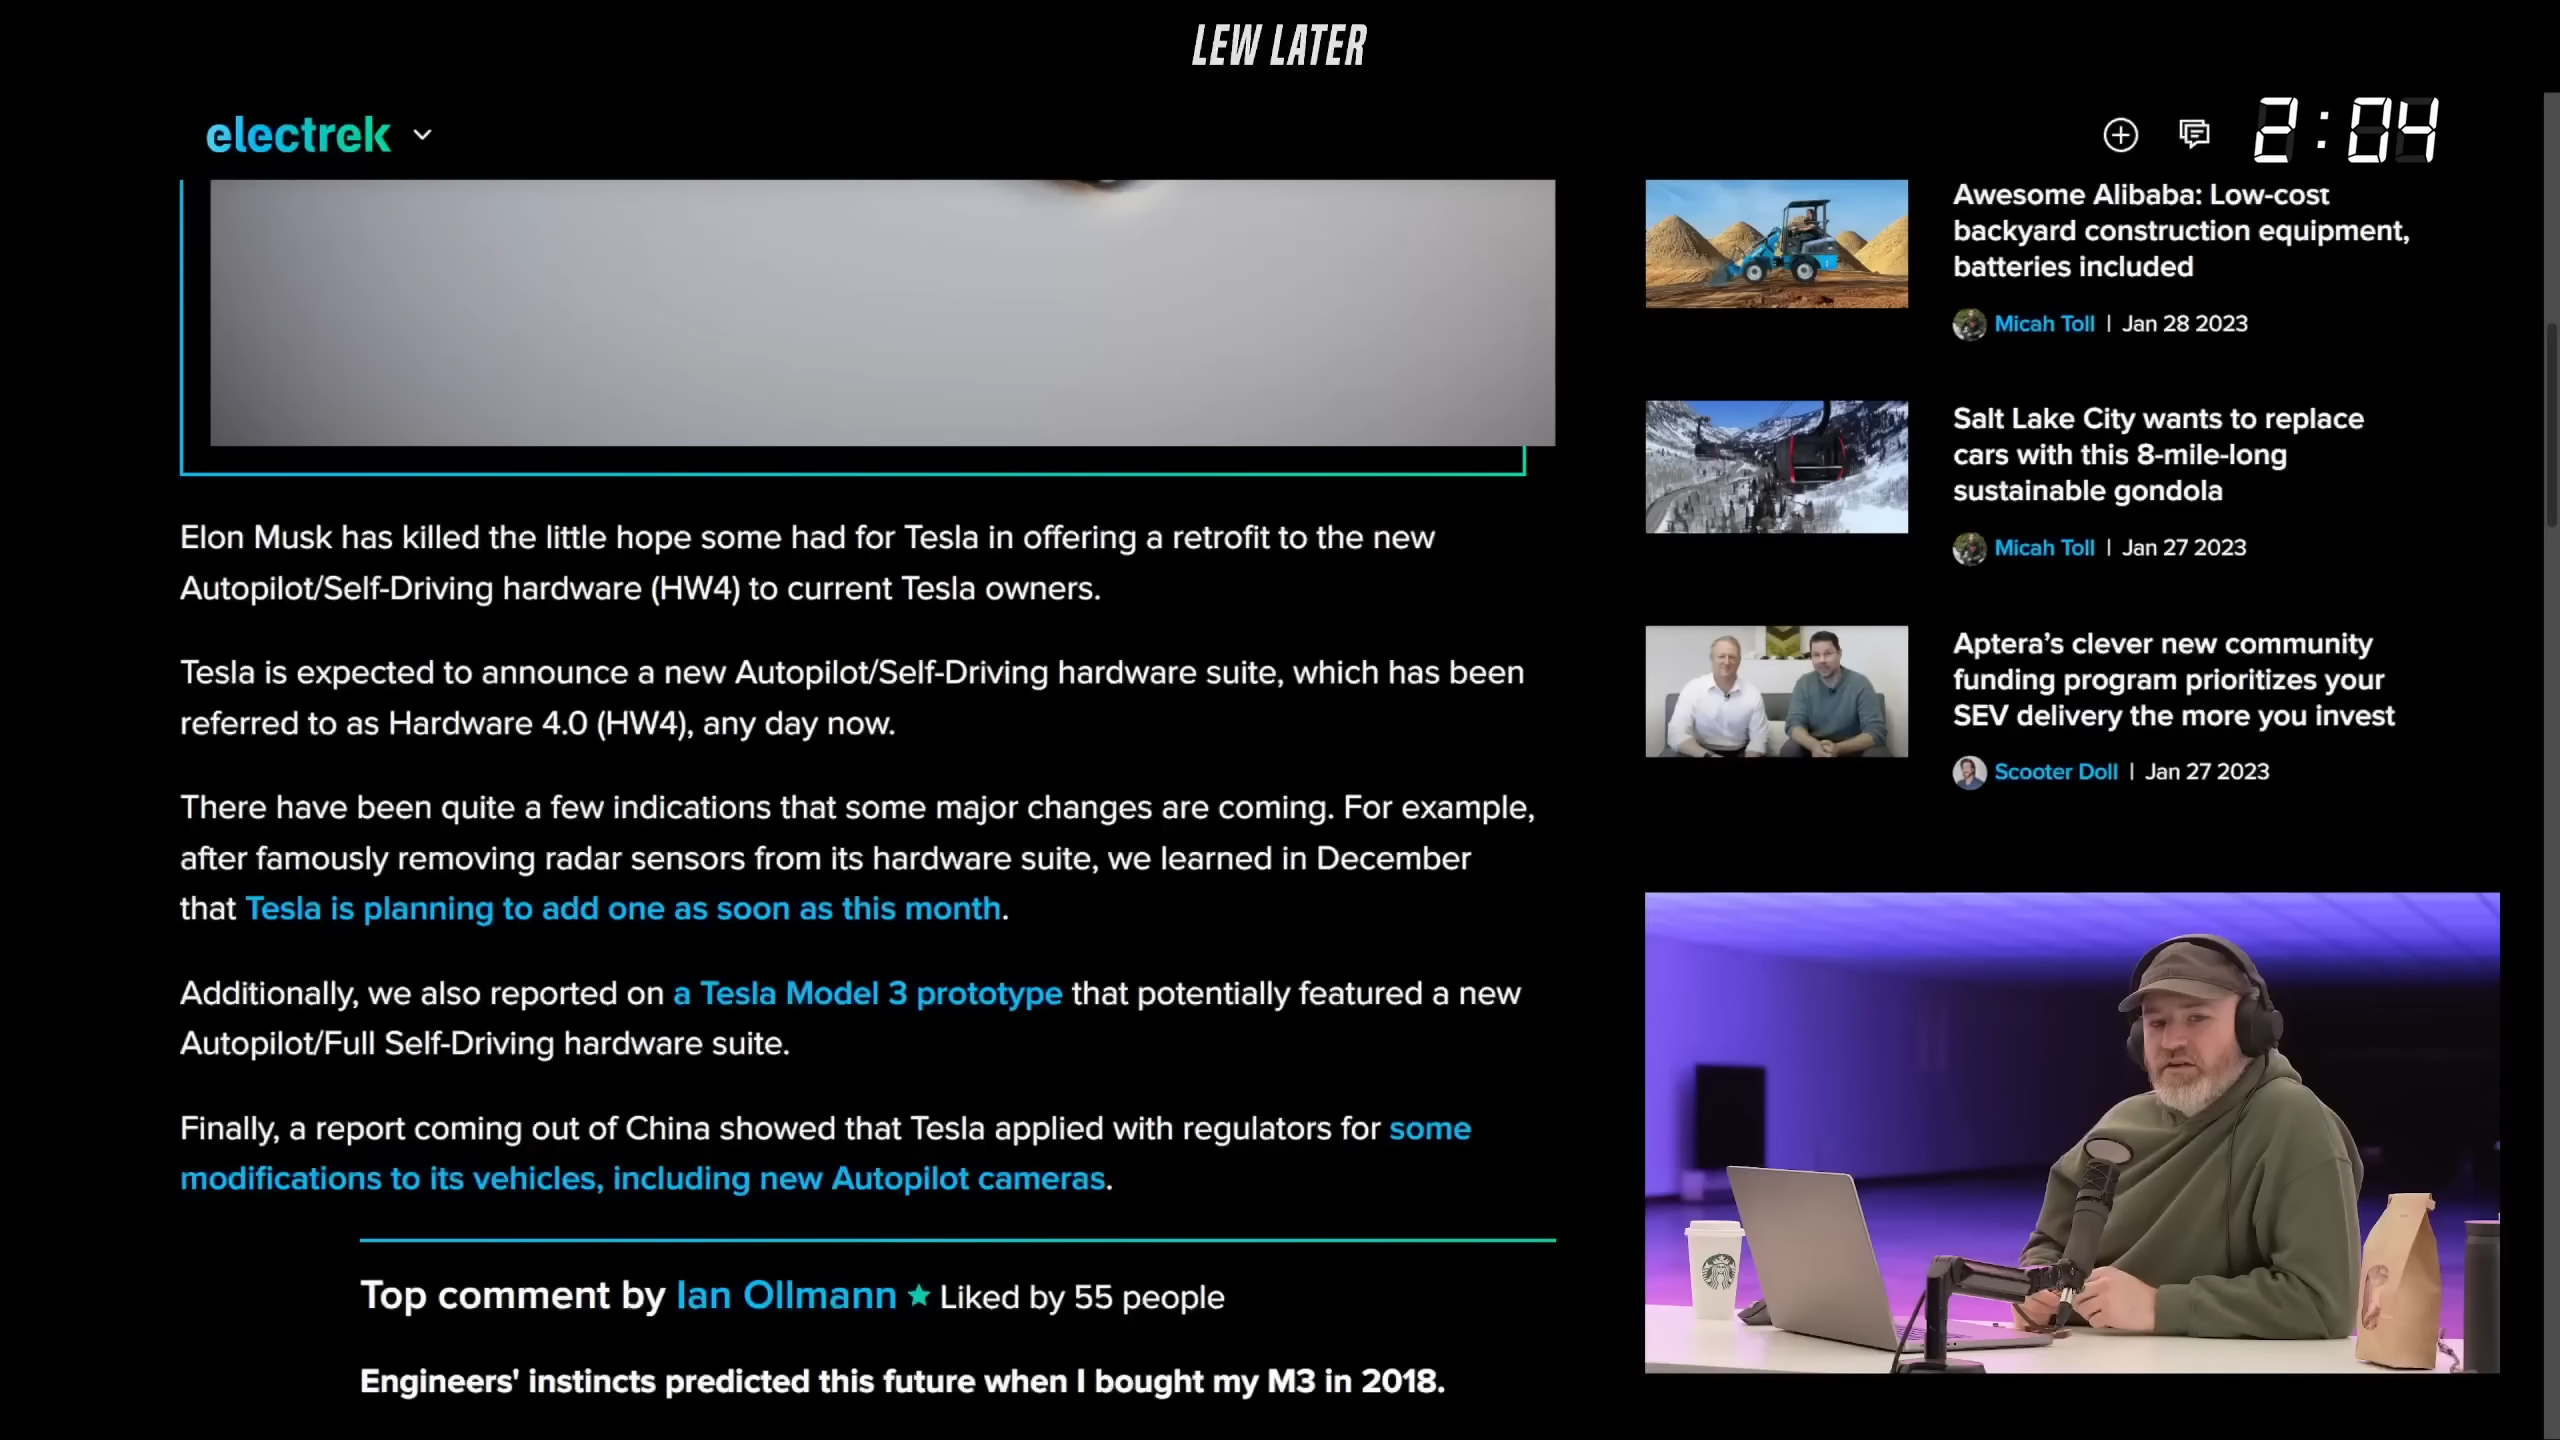 LEW LATER
electrek
2:04
Elon Musk has killed the little hope some had for Tesla in offering a retrofit to the new
Autopilot/Self-Driving hardware (HW4) to current Tesla owners.
Tesla is expected to announce a new Autopilot/Self-Driving hardware suite, which has been
referred to as Hardware 4.0 (HW4), any day now.
There have been quite a few indications that some major changes are coming. For example,
after famously removing radar sensors from its hardware suite, we learned in December
that Tesla is planning to add one as soon as this month.
Additionally, we also reported on a Tesla Model 3 prototype that potentially featured a new
Autopilot/Full Self-Driving hardware suite.
Finally, a report coming out of China showed that Tesla applied with regulators for some
modifications to its vehicles, including new Autopilot cameras.
Top comment by Ian Ollmann ★ Liked by 55 people
Engineers' instincts predicted this future when I bought my M3 in 2018.
Awesome Alibaba: Low-cost
backyard construction equipment,
batteries included
Micah Toll | Jan 28 2023
Salt Lake City wants to replace
cars with this 8-mile-long
sustainable gondola
Micah Toll | Jan 27 2023
Aptera’s clever new community
funding program prioritizes your
SEV delivery the more you invest
Scooter Doll | Jan 27 2023